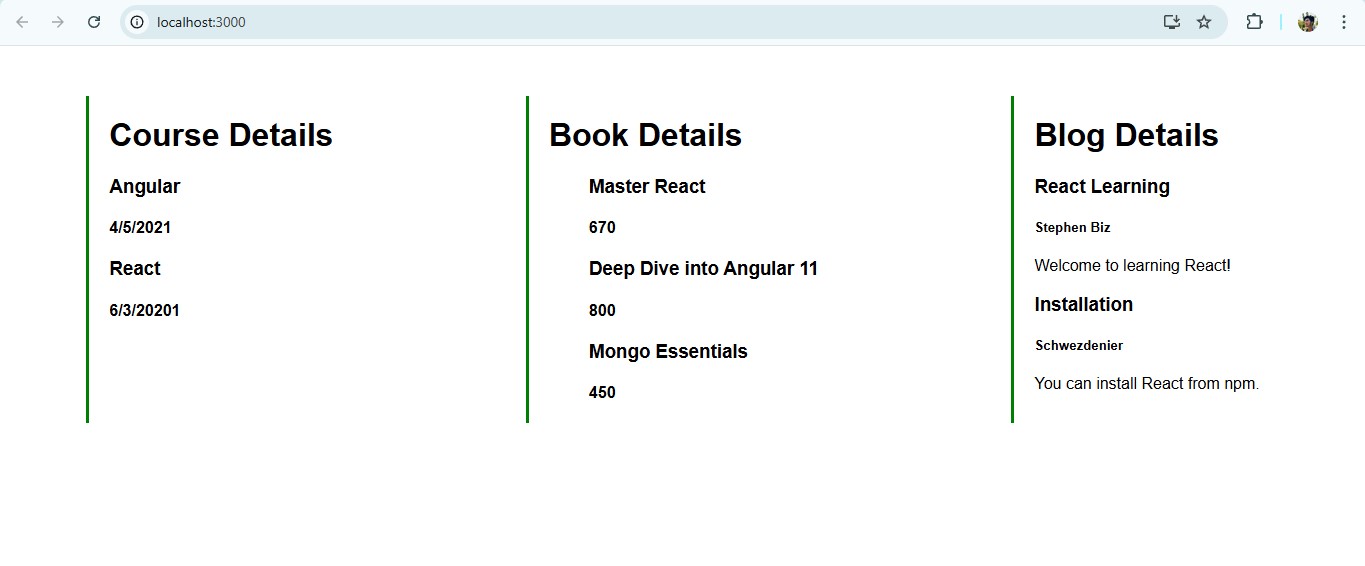 localhost:3000
Course Details
Angular
4/5/2021
React
6/3/20201
Book Details
Master React
670
Deep Dive into Angular 11
800
Mongo Essentials
450
Blog Details
React Learning
Stephen Biz
Welcome to learning React!
Installation
Schwezdenier
You can install React from npm.